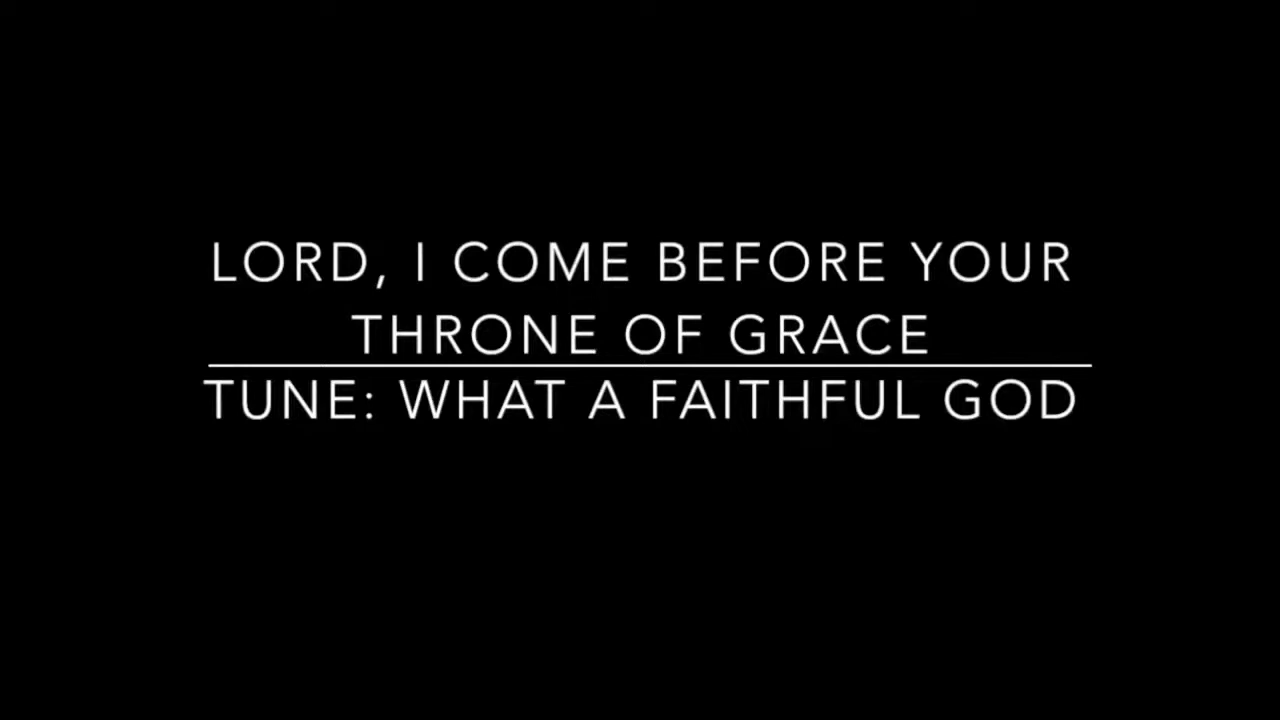 LORD, I COME BEFORE YOUR
THRONE OF GRACE
TUNE: WHAT A FAITHFUL GOD